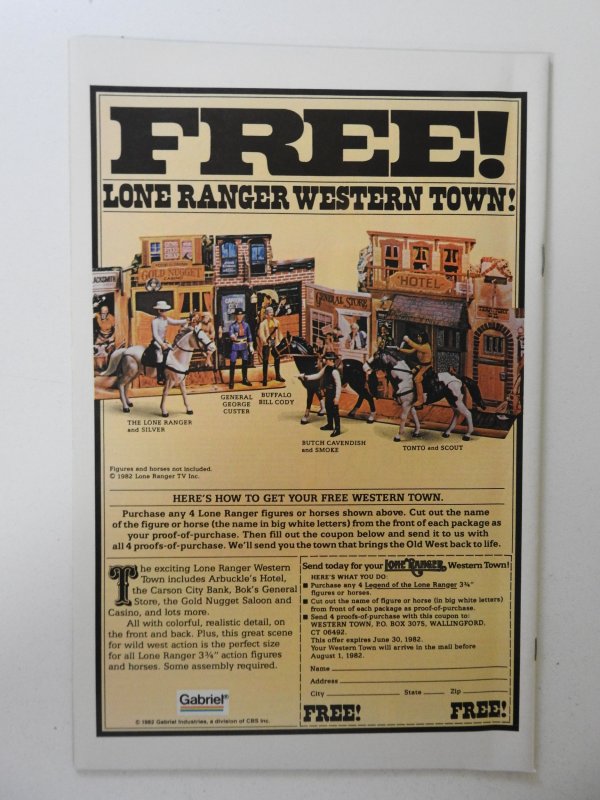 FREE!
LONE RANGER WESTERN TOWN!
BLACKSMITH
GOLD NUGGET
CASINO
CARSON CITY
GENERAL STORE
HOTEL
GENERAL
GEORGE
CUSTER
BUFFALO
BILL CODY
THE LONE RANGER
and SILVER
BUTCH CAVENDISH
and SMOKE
TONTO and SCOUT
Figures and horses not included.
© 1982 Lone Ranger TV Inc.
HERE'S HOW TO GET YOUR FREE WESTERN TOWN.
Purchase any 4 Lone Ranger figures or horses shown above. Cut out the name
of the figure or horse (the name in big white letters) from the front of each package as
your proof-of-purchase. Then fill out the coupon below and send it to us with
all 4 proofs-of-purchase. We'll send you the town that brings the Old West back to life.
The exciting Lone Ranger Western
Town includes Arbuckle's Hotel,
the Carson City Bank, Bok's General
Store, the Gold Nugget Saloon and
Casino, and lots more.
All with colorful, realistic detail, on
the front and back. Plus, this great scene
for wild west action is the perfect size
for all Lone Ranger 3¾" action figures
and horses. Some assembly required.
Gabriel®
© 1982 Gabriel Industries, a division of CBS Inc.
Send today for your LONE RANGER Western Town!
HERE'S WHAT YOU DO:
■ Purchase any 4 Legend of the Lone Ranger 3¾"
figures or horses.
■ Cut out the name of figure or horse (in big white letters)
from front of each package as proof-of-purchase.
■ Send 4 proofs-of-purchase with this coupon to:
WESTERN TOWN, P.O. BOX 3075, WALLINGFORD,
CT 06492.
This offer expires June 30, 1982.
Your Western Town will arrive in the mail before
August 1, 1982.
Name
Address
City State Zip
FREE! FREE!